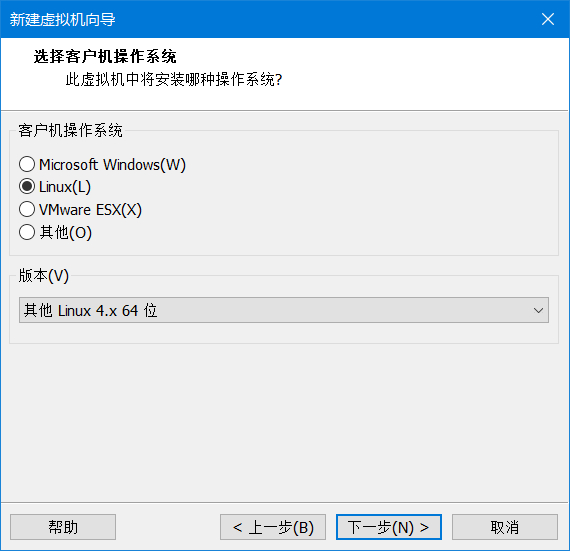 新建虚拟机向导
选择客户机操作系统
此虚拟机中将安装哪种操作系统?
客户机操作系统
Microsoft Windows(W)
Linux(L)
VMware ESX(X)
其他(O)
版本(V)
其他 Linux 4.x 64 位
帮助
< 上一步(B)
下一步(N) >
取消